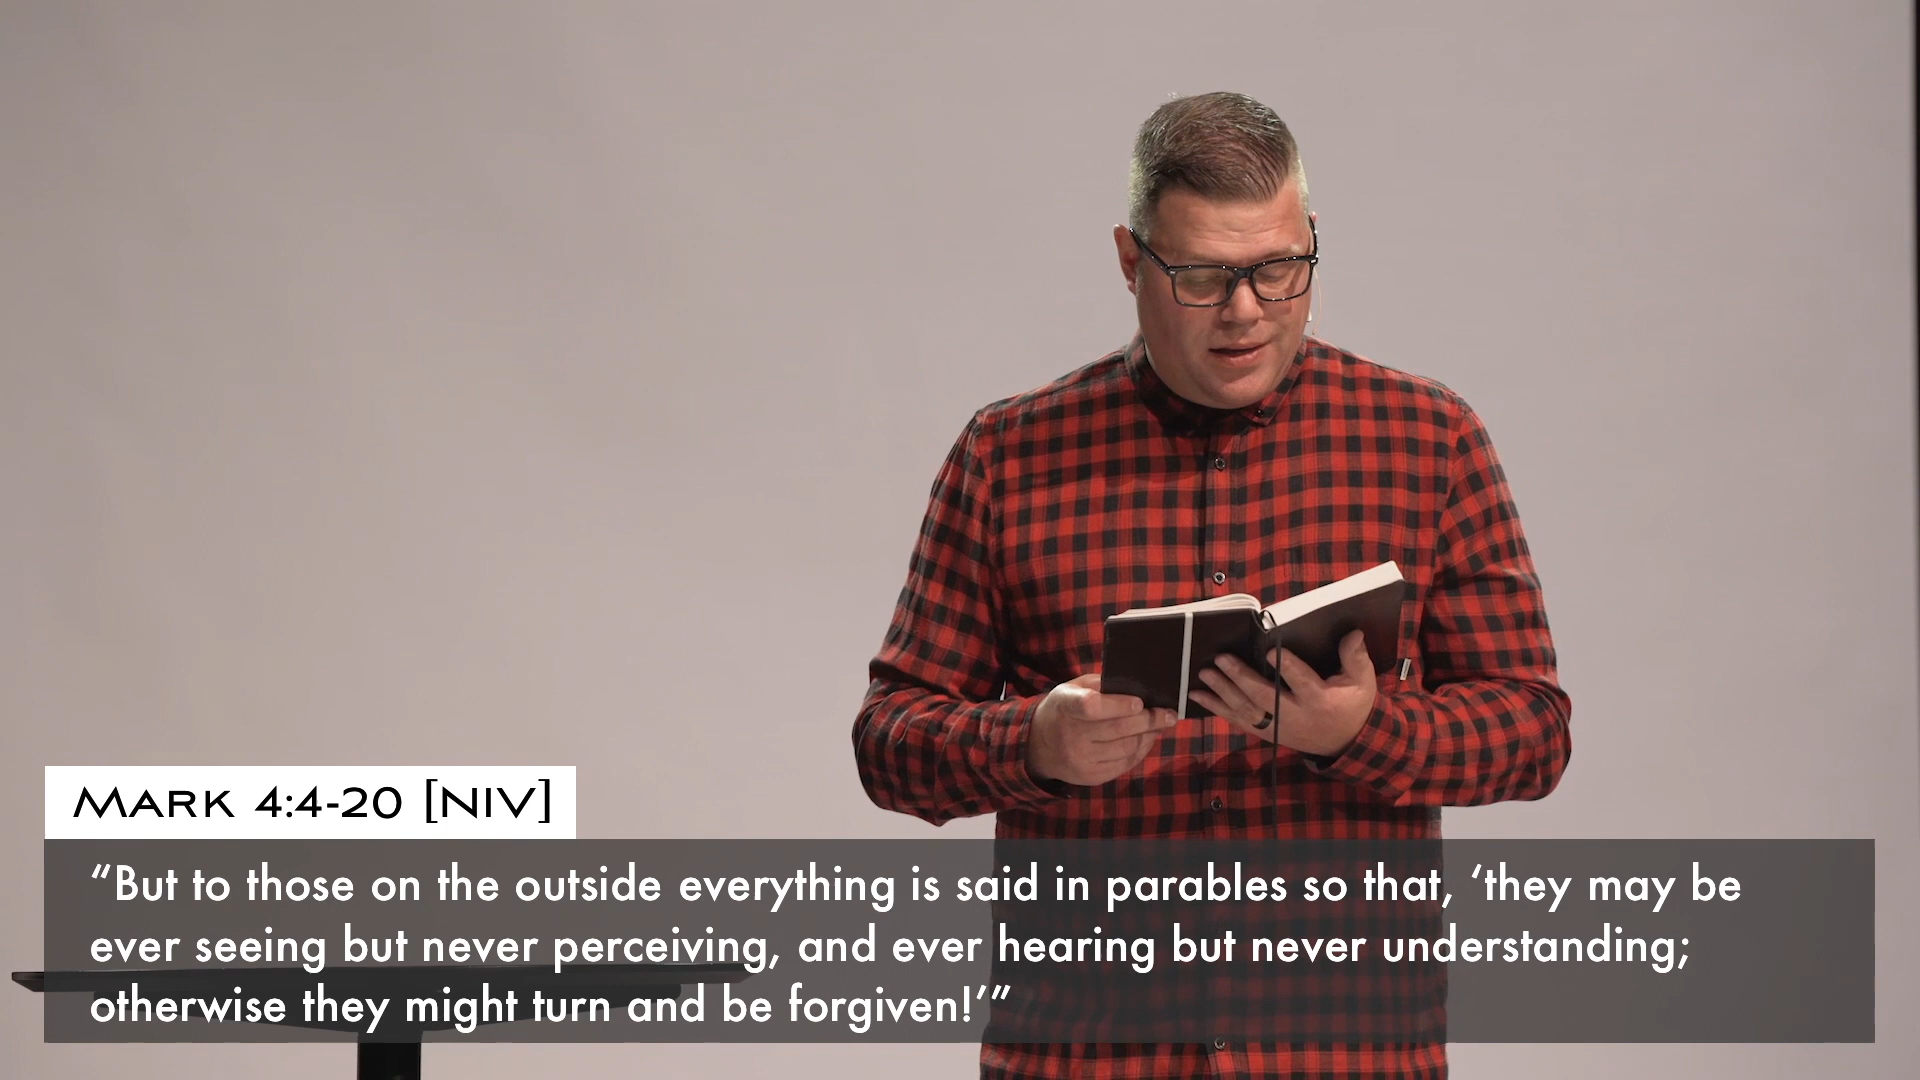 Mark 4:4-20 [NIV]
“But to those on the outside everything is said in parables so that, ‘they may be
ever seeing but never perceiving, and ever hearing but never understanding;
otherwise they might turn and be forgiven!’”